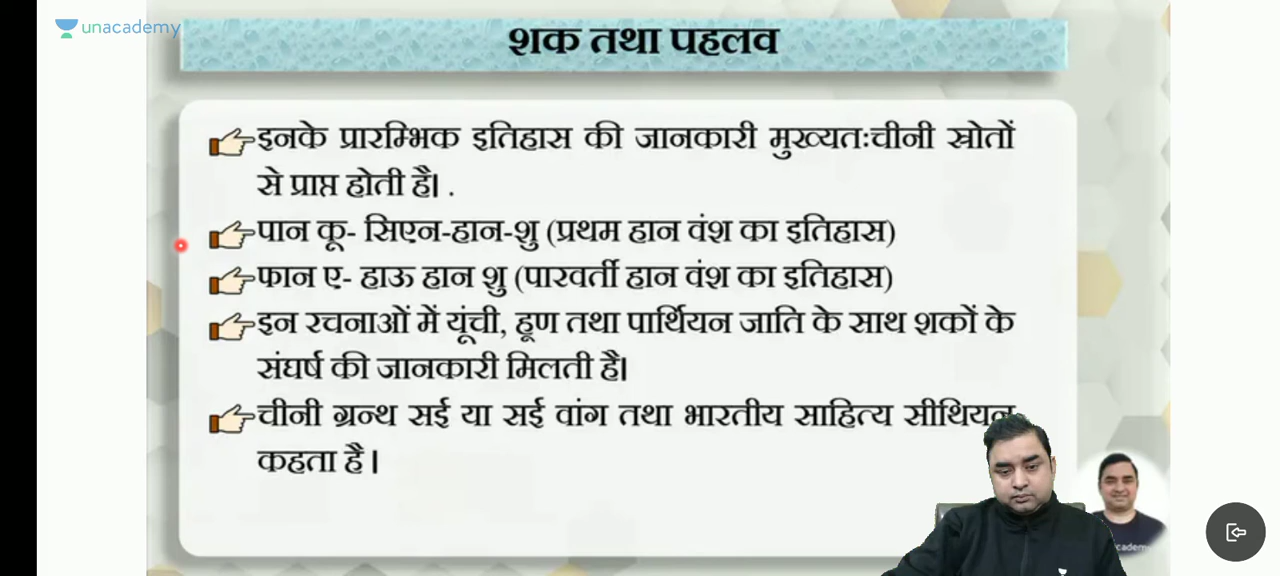 unacademy
शक तथा पहलव
इनके प्रारम्भिक इतिहास की जानकारी मुख्यतःचीनी स्रोतों
से प्राप्त होती है। .
पान कू- सिएन-हान-शु (प्रथम हान वंश का इतिहास)
फान ए- हाऊ हान शु (पारवर्ती हान वंश का इतिहास)
इन रचनाओं में यूंची, हूण तथा पार्थियन जाति के साथ शकों के
संघर्ष की जानकारी मिलती है।
चीनी ग्रन्थ सई या सई वांग तथा भारतीय साहित्य सीथियन
कहता है ।